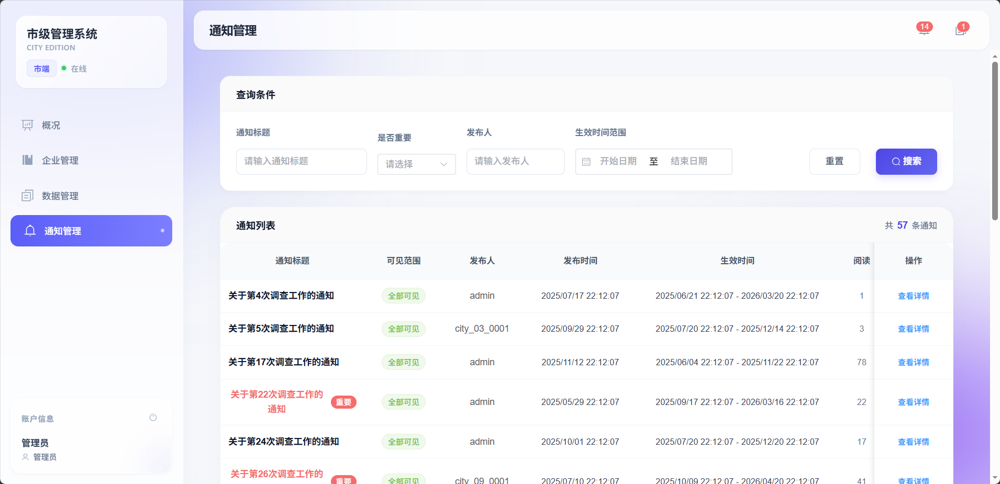 市级管理系统
CITY EDITION
市端 在线
概况
企业管理
数据管理
通知管理
账户信息
管理员
管理员
通知管理
14 1
查询条件
通知标题 是否重要 发布人 生效时间范围
请输入通知标题 请选择 请输入发布人 开始日期 至 结束日期 重置 搜索
通知列表 共 57 条通知
通知标题 可见范围 发布人 发布时间 生效时间 阅读 操作
关于第4次调查工作的通知 全部可见 admin 2025/07/17 22:12:07 2025/06/21 22:12:07 - 2026/03/20 22:12:07 1 查看详情
关于第5次调查工作的通知 全部可见 city_03_0001 2025/09/29 22:12:07 2025/07/20 22:12:07 - 2025/12/14 22:12:07 3 查看详情
关于第17次调查工作的通知 全部可见 admin 2025/11/12 22:12:07 2025/06/04 22:12:07 - 2025/11/22 22:12:07 78 查看详情
关于第22次调查工作的
通知 重要 全部可见 admin 2025/05/29 22:12:07 2025/09/17 22:12:07 - 2026/03/16 22:12:07 22 查看详情
关于第24次调查工作的通知 全部可见 admin 2025/10/01 22:12:07 2025/07/20 22:12:07 - 2025/12/20 22:12:07 17 查看详情
关于第26次调查工作的
重要 全部可见 city_09_0001 2025/07/10 22:12:07 2025/10/09 22:12:07 - 2026/04/20 22:12:07 41 查看详情